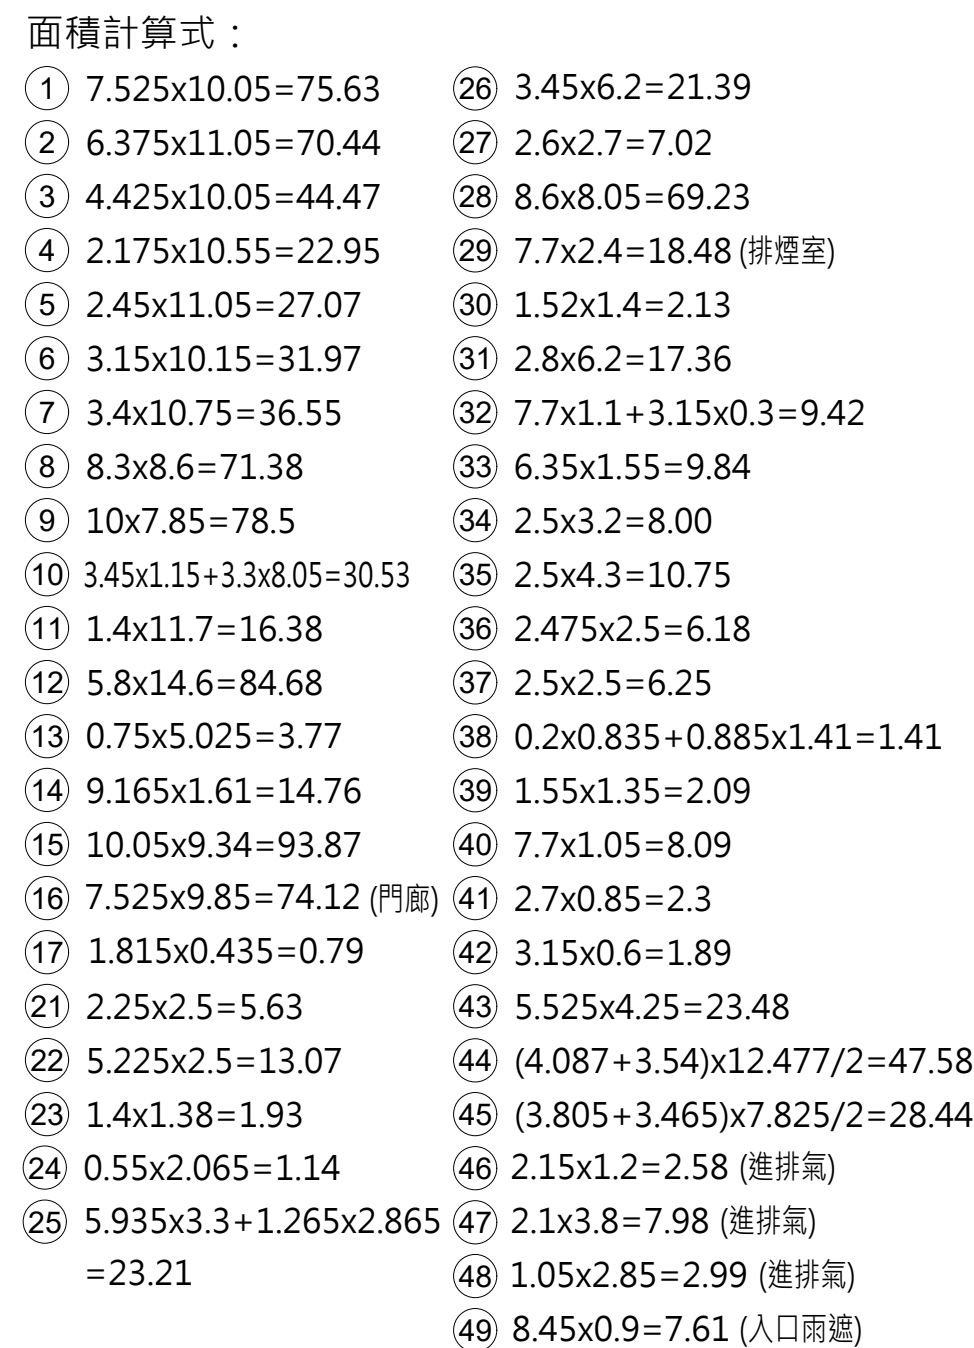 面積計算式：
① 7.525x10.05=75.63
② 6.375x11.05=70.44
③ 4.425x10.05=44.47
④ 2.175x10.55=22.95
⑤ 2.45x11.05=27.07
⑥ 3.15x10.15=31.97
⑦ 3.4x10.75=36.55
⑧ 8.3x8.6=71.38
⑨ 10x7.85=78.5
⑩ 3.45x1.15+3.3x8.05=30.53
⑪ 1.4x11.7=16.38
⑫ 5.8x14.6=84.68
⑬ 0.75x5.025=3.77
⑭ 9.165x1.61=14.76
⑮ 10.05x9.34=93.87
⑯ 7.525x9.85=74.12 (門廊)
⑰ 1.815x0.435=0.79
㉑ 2.25x2.5=5.63
㉒ 5.225x2.5=13.07
㉓ 1.4x1.38=1.93
㉔ 0.55x2.065=1.14
㉕ 5.935x3.3+1.265x2.865
=23.21
㉖ 3.45x6.2=21.39
㉗ 2.6x2.7=7.02
㉘ 8.6x8.05=69.23
㉙ 7.7x2.4=18.48 (排煙室)
㉚ 1.52x1.4=2.13
㉛ 2.8x6.2=17.36
㉜ 7.7x1.1+3.15x0.3=9.42
㉝ 6.35x1.55=9.84
㉞ 2.5x3.2=8.00
㉟ 2.5x4.3=10.75
㊱ 2.475x2.5=6.18
㊲ 2.5x2.5=6.25
㊳ 0.2x0.835+0.885x1.41=1.41
㊴ 1.55x1.35=2.09
㊵ 7.7x1.05=8.09
㊶ 2.7x0.85=2.3
㊷ 3.15x0.6=1.89
㊸ 5.525x4.25=23.48
㊹ (4.087+3.54)x12.477/2=47.58
㊺ (3.805+3.465)x7.825/2=28.44
㊻ 2.15x1.2=2.58 (進排氣)
㊼ 2.1x3.8=7.98 (進排氣)
㊽ 1.05x2.85=2.99 (進排氣)
㊾ 8.45x0.9=7.61 (入口雨遮)